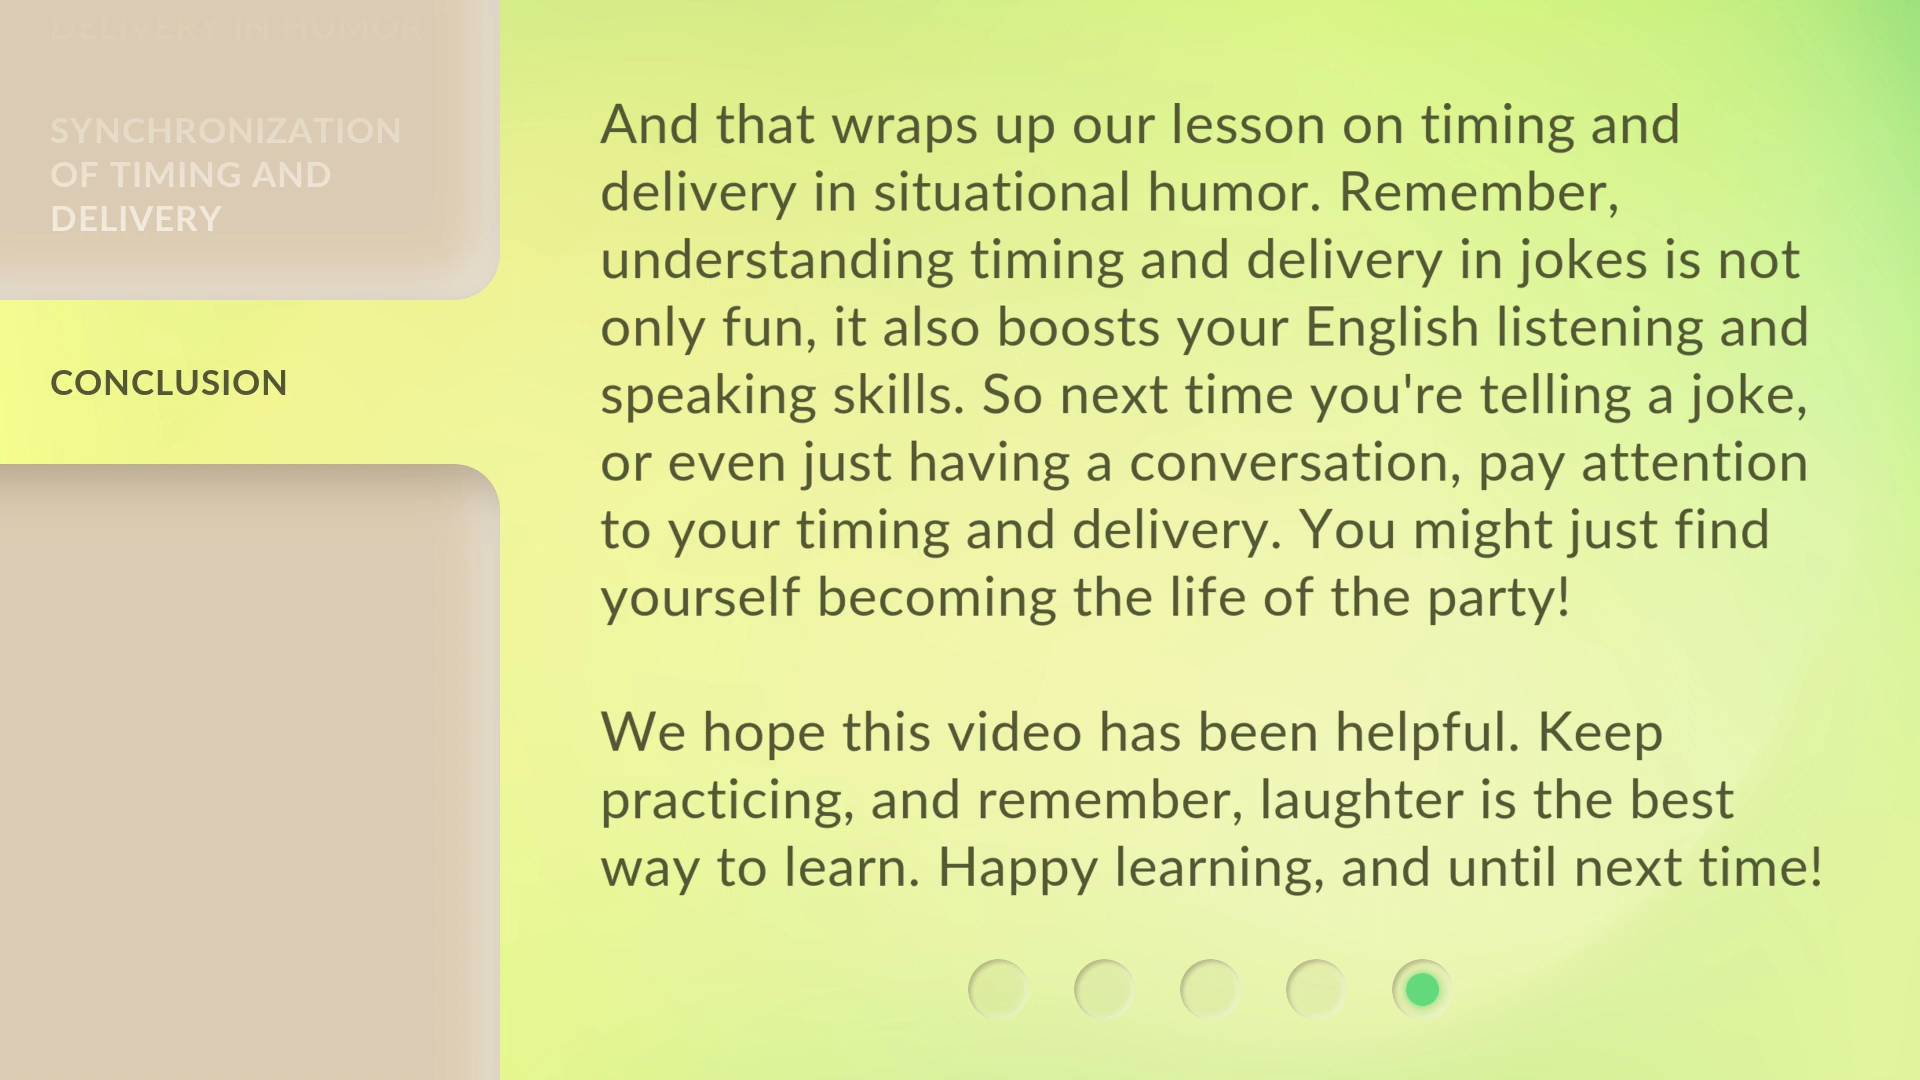 DELIVERY IN HUMOR
SYNCHRONIZATION
OF TIMING AND
DELIVERY
CONCLUSION
And that wraps up our lesson on timing and
delivery in situational humor. Remember,
understanding timing and delivery in jokes is not
only fun, it also boosts your English listening and
speaking skills. So next time you're telling a joke,
or even just having a conversation, pay attention
to your timing and delivery. You might just find
yourself becoming the life of the party!
We hope this video has been helpful. Keep
practicing, and remember, laughter is the best
way to learn. Happy learning, and until next time!